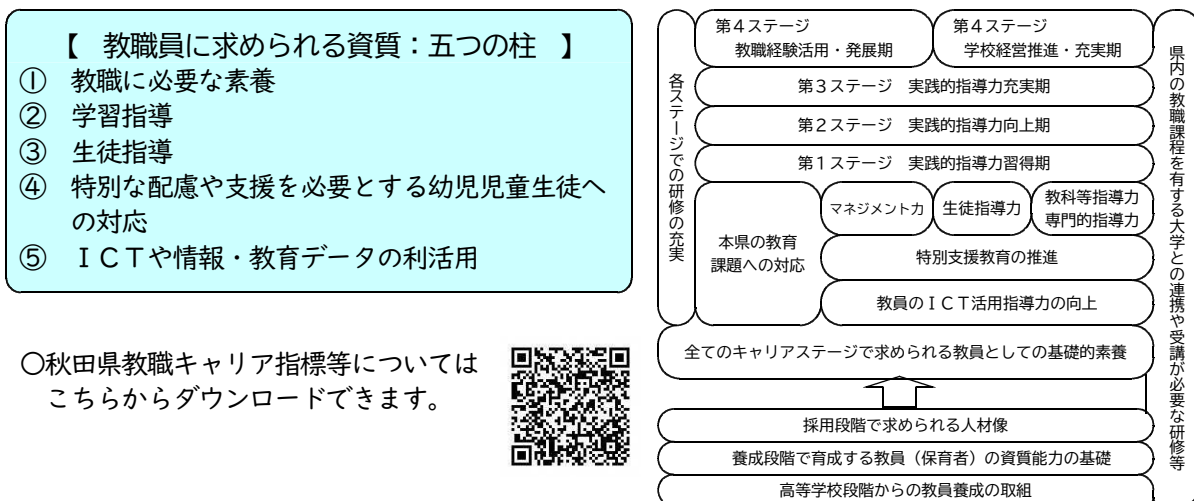 【 教職員に求められる資質：五つの柱 】
① 教職に必要な素養
② 学習指導
③ 生徒指導
④ 特別な配慮や支援を必要とする幼児児童生徒へ
の対応
⑤ ＩＣＴや情報・教育データの利活用
○秋田県教職キャリア指標等については
こちらからダウンロードできます。
各ステージでの研修の充実
第４ステージ
教職経験活用・発展期
第４ステージ
学校経営推進・充実期
第３ステージ 実践的指導力充実期
第２ステージ 実践的指導力向上期
第１ステージ 実践的指導力習得期
本県の教育
課題への対応
マネジメント力
生徒指導力
教科等指導力
専門的指導力
特別支援教育の推進
教員のＩＣＴ活用指導力の向上
全てのキャリアステージで求められる教員としての基礎的素養
採用段階で求められる人材像
養成段階で育成する教員（保育者）の資質能力の基礎
高等学校段階からの教員養成の取組
県内の教職課程を有する大学との連携や受講が必要な研修等